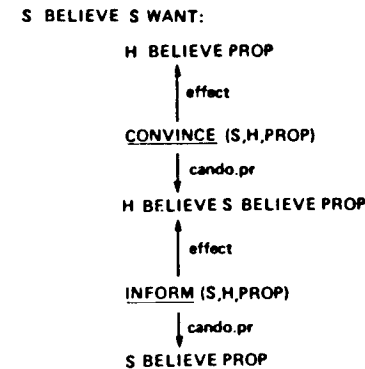 S BELIEVE S WANT:
H BELIEVE PROP
effect
CONVINCE (S,H,PROP)
cando.pr
H BELIEVE S BELIEVE PROP
effect
INFORM (S,H,PROP)
cando.pr
S BELIEVE PROP